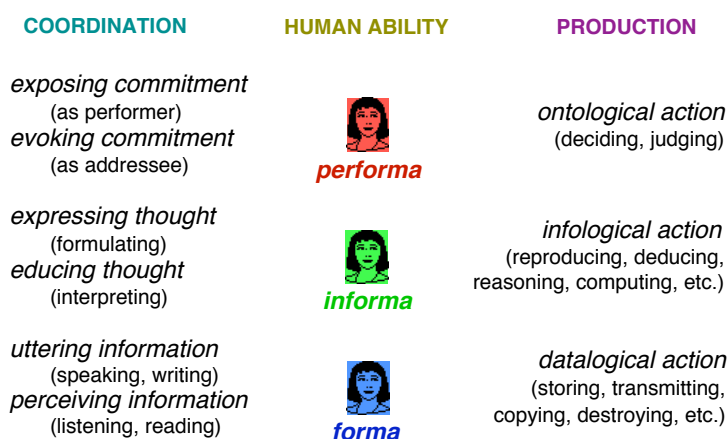 COORDINATION HUMAN ABILITY PRODUCTION
exposing commitment
(as performer)
evoking commitment
(as addressee)
performa
ontological action
(deciding, judging)
expressing thought
(formulating)
educing thought
(interpreting)
informa
infological action
(reproducing, deducing,
reasoning, computing, etc.)
uttering information
(speaking, writing)
perceiving information
(listening, reading)
forma
datalogical action
(storing, transmitting,
copying, destroying, etc.)